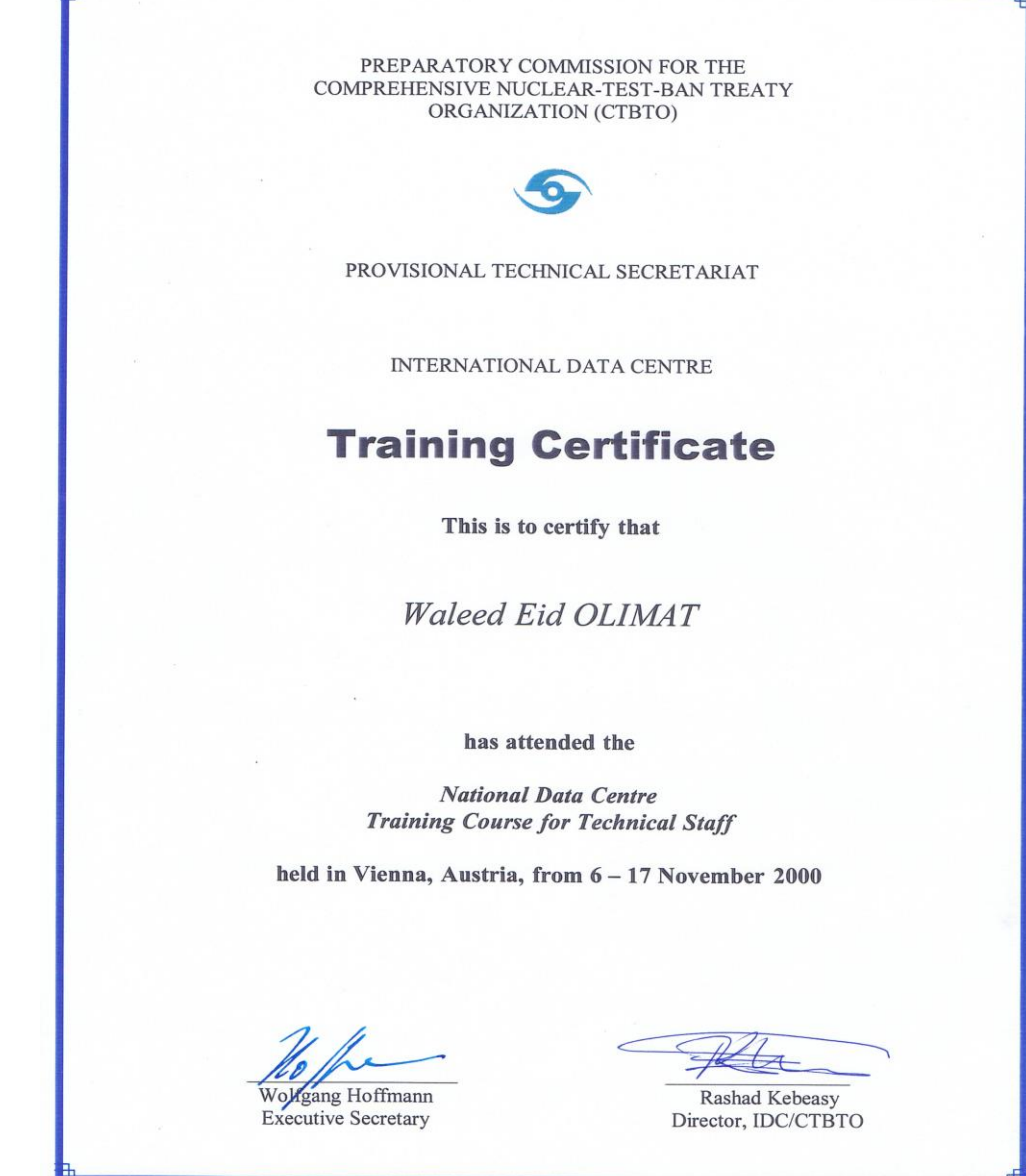 PREPARATORY COMMISSION FOR THE
COMPREHENSIVE NUCLEAR-TEST-BAN TREATY
ORGANIZATION (CTBTO)
PROVISIONAL TECHNICAL SECRETARIAT
INTERNATIONAL DATA CENTRE
Training Certificate
This is to certify that
Waleed Eid OLIMAT
has attended the
National Data Centre
Training Course for Technical Staff
held in Vienna, Austria, from 6 – 17 November 2000
Wolfgang Hoffmann
Executive Secretary
Rashad Kebeasy
Director, IDC/CTBTO